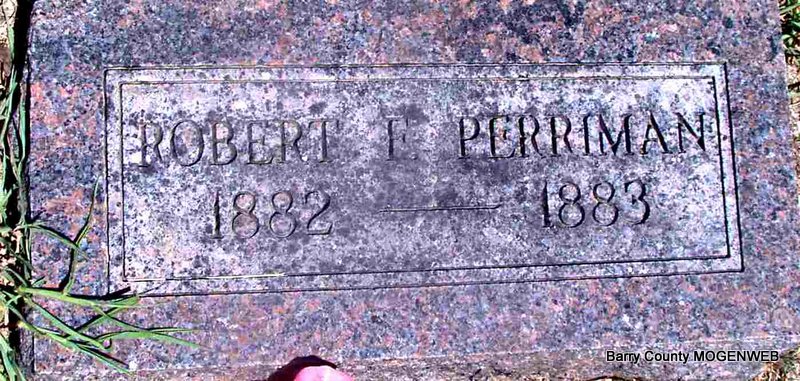 ROBERT F. PERRIMAN
1882 — 1883
Barry County MOGENWEB